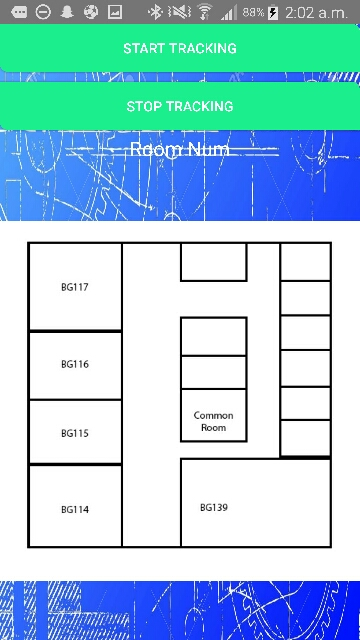 88% 2:02 a.m.
START TRACKING
STOP TRACKING
Room Num
BG117
BG116
BG115
BG114
Common
Room
BG139